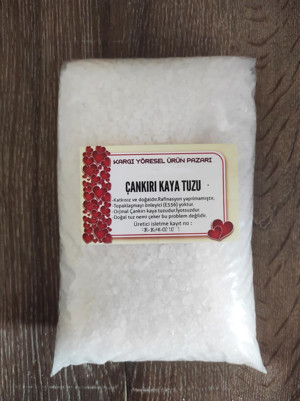 KARGI YÖRESEL ÜRÜN PAZARI
ÇANKIRI KAYA TUZU
-Katkısız ve doğaldır.Rafinasyon yapılmamıştır.
-Topaklaşmayı önleyici (E536) yoktur.
-Orjinal Çankırı kaya tuzudur.İyotsuzdur.
-Doğal tuz nemi çeker bu problem değildir.
Üretici işletme kayıt no :